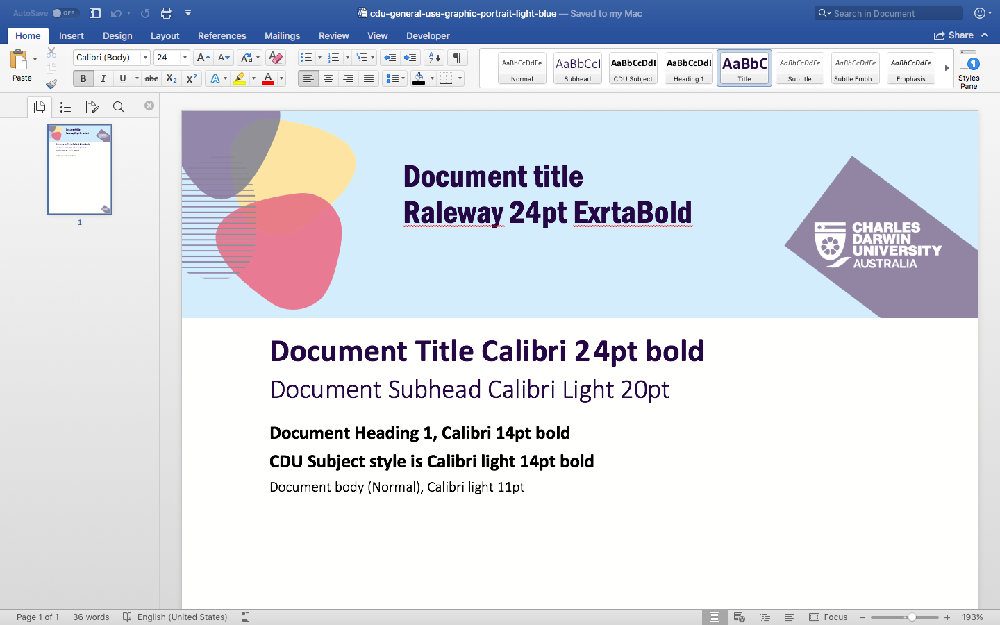 AutoSave OFF
cdu-general-use-graphic-portrait-light-blue — Saved to my Mac
Search in Document
Home Insert Design Layout References Mailings Review View Developer
Share
Paste
Calibri (Body) 24
B I U abc X2 X2 A A
AaBbCcDdEe AaBbCcI AaBbCcDdI AaBbCcDdI AaBbC AaBbCcDdEe AaBbCcDdEe AaBbCcDdEe
Normal Subhead CDU Subject Heading 1 Title Subtitle Subtle Emph... Emphasis
Styles
Pane
1
Document title
Raleway 24pt ExrtaBold
CHARLES
DARWIN
UNIVERSITY
AUSTRALIA
Document Title Calibri 24pt bold
Document Subhead Calibri Light 20pt
Document Heading 1, Calibri 14pt bold
CDU Subject style is Calibri light 14pt bold
Document body (Normal), Calibri light 11pt
Page 1 of 1 36 words English (United States) Focus 193%